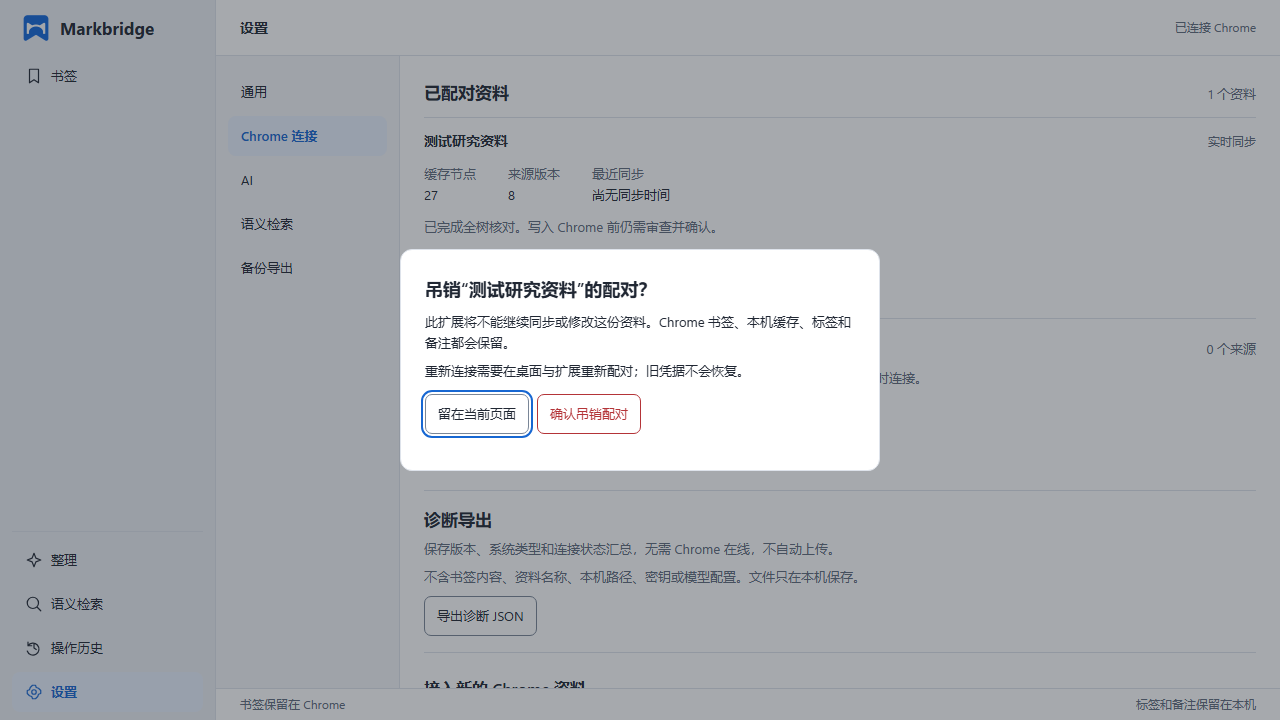 Markbridge
书签
整理
语义检索
操作历史
设置
设置
已连接 Chrome
通用
Chrome 连接
AI
语义检索
备份导出
已配对资料
1 个资料
测试研究资料
实时同步
缓存节点 来源版本 最近同步
27 8 尚无同步时间
已完成全树核对。写入 Chrome 前仍需审查并确认。
吊销“测试研究资料”的配对？
此扩展将不能继续同步或修改这份资料。Chrome 书签、本机缓存、标签和
备注都会保留。
重新连接需要在桌面与扩展重新配对；旧凭据不会恢复。
留在当前页面
确认吊销配对
0 个来源
时连接。
诊断导出
保存版本、系统类型和连接状态汇总，无需 Chrome 在线，不自动上传。
不含书签内容、资料名称、本机路径、密钥或模型配置。文件只在本机保存。
导出诊断 JSON
接入新的 Chrome 资料
书签保留在 Chrome
标签和备注保留在本机